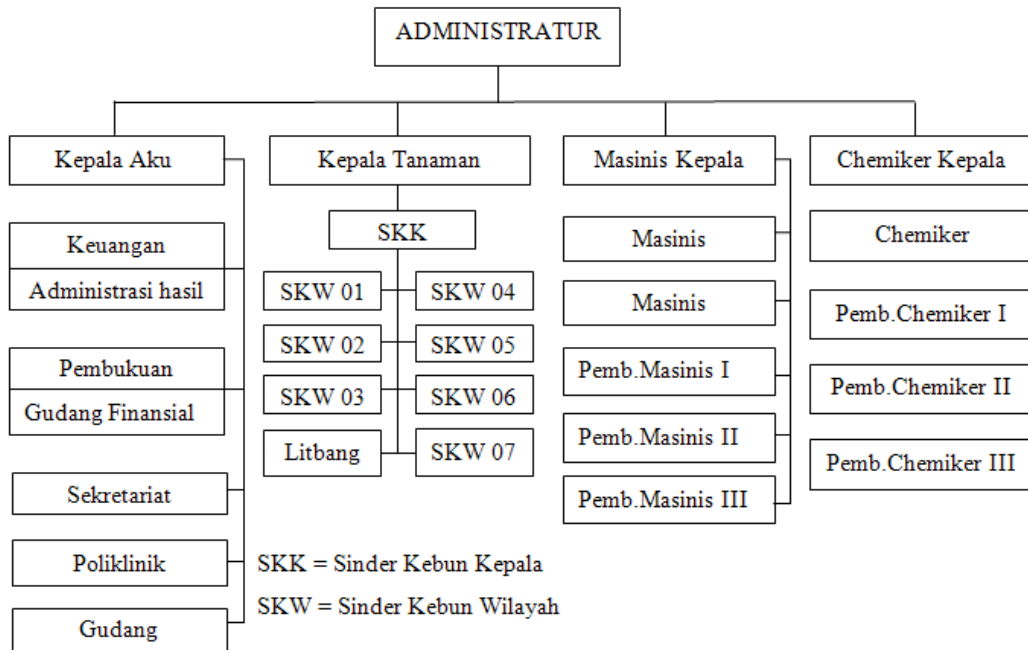 ADMINISTRATUR
Kepala Aku
Kepala Tanaman
Masinis Kepala
Chemiker Kepala
Keuangan
Administrasi hasil
Pembukuan
Gudang Finansial
Sekretariat
Poliklinik
Gudang
SKK
SKW 01
SKW 04
SKW 02
SKW 05
SKW 03
SKW 06
Litbang
SKW 07
Masinis
Masinis
Pemb.Masinis I
Pemb.Masinis II
Pemb.Masinis III
Chemiker
Pemb.Chemiker I
Pemb.Chemiker II
Pemb.Chemiker III
SKK = Sinder Kebun Kepala
SKW = Sinder Kebun Wilayah